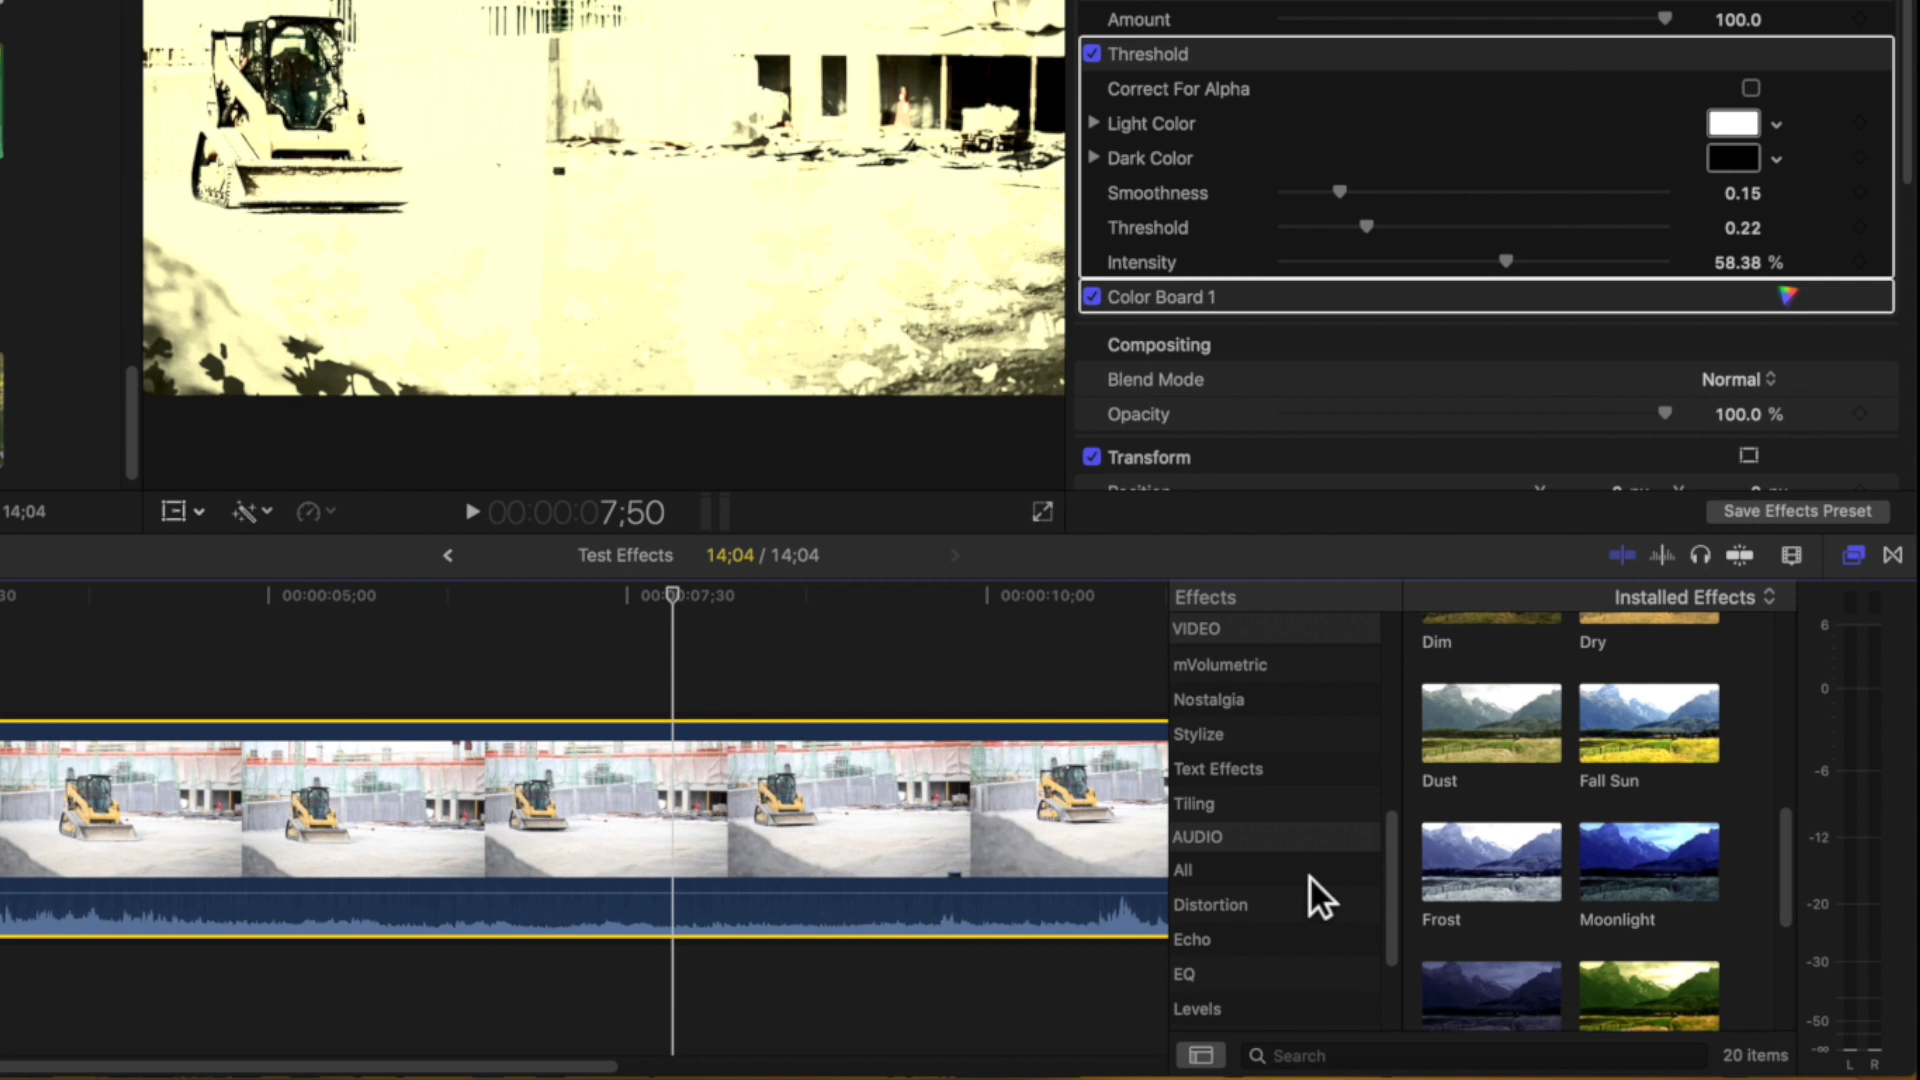 Amount 100.0
Threshold
Correct For Alpha
Light Color
Dark Color
Smoothness 0.15
Threshold 0.22
Intensity 58.38 %
Color Board 1
Compositing
Blend Mode Normal
Opacity 100.0 %
Transform
14;04
00:00:07;50
Save Effects Preset
Test Effects 14;04 / 14;04
30
00:00:05;00
00:00:07;30
00:00:10;00
Effects
Installed Effects
VIDEO
mVolumetric
Nostalgia
Stylize
Text Effects
Tiling
AUDIO
All
Distortion
Echo
EQ
Levels
Dim
Dry
Dust
Fall Sun
Frost
Moonlight
Search
20 items
6
0
-6
-12
-20
-30
-50
-∞
L R